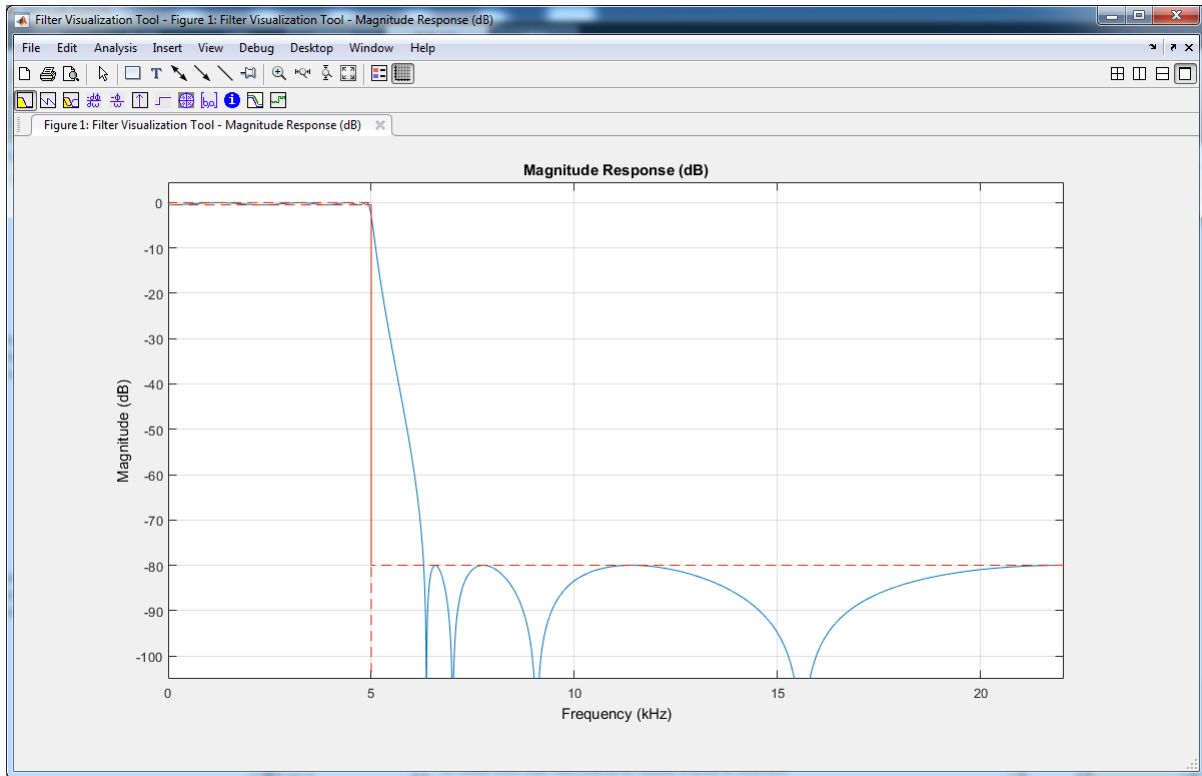 Filter Visualization Tool - Figure 1: Filter Visualization Tool - Magnitude Response (dB)
File Edit Analysis Insert View Debug Desktop Window Help
Figure 1: Filter Visualization Tool - Magnitude Response (dB)
Magnitude Response (dB)
0
-10
-20
-30
-40
-50
-60
-70
-80
-90
-100
Magnitude (dB)
0 5 10 15 20
Frequency (kHz)